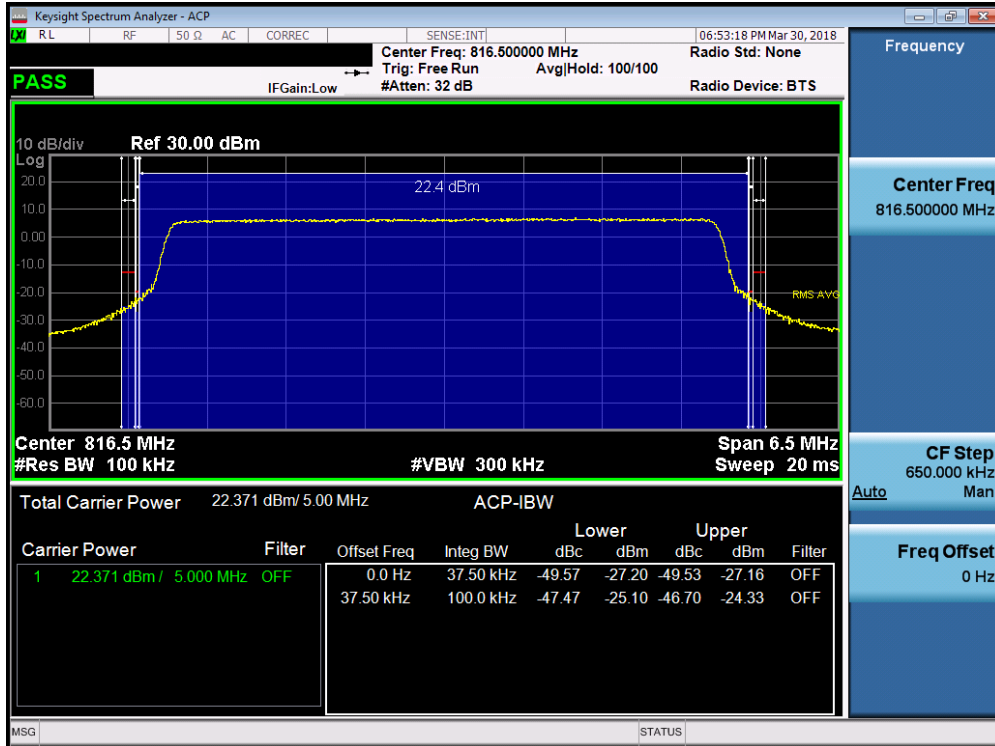 Keysight Spectrum Analyzer - ACP
LXI RL RF 50 Ω AC CORREC SENSE:INT 06:53:18 PM Mar 30, 2018
Center Freq: 816.500000 MHz Radio Std: None
Trig: Free Run Avg|Hold: 100/100
PASS IFGain:Low #Atten: 32 dB Radio Device: BTS
10 dB/div Ref 30.00 dBm
Log
22.4 dBm
20.0
10.0
0.00
-10.0
-20.0
RMS AVG
-30.0
-40.0
-50.0
-60.0
Center 816.5 MHz Span 6.5 MHz
#Res BW 100 kHz #VBW 300 kHz Sweep 20 ms
Total Carrier Power 22.371 dBm/ 5.00 MHz ACP-IBW
Lower Upper
Carrier Power Filter Offset Freq Integ BW dBc dBm dBc dBm Filter
1 22.371 dBm / 5.000 MHz OFF 0.0 Hz 37.50 kHz -49.57 -27.20 -49.53 -27.16 OFF
37.50 kHz 100.0 kHz -47.47 -25.10 -46.70 -24.33 OFF
MSG STATUS
Frequency
Center Freq
816.500000 MHz
CF Step
650.000 kHz
Auto Man
Freq Offset
0 Hz